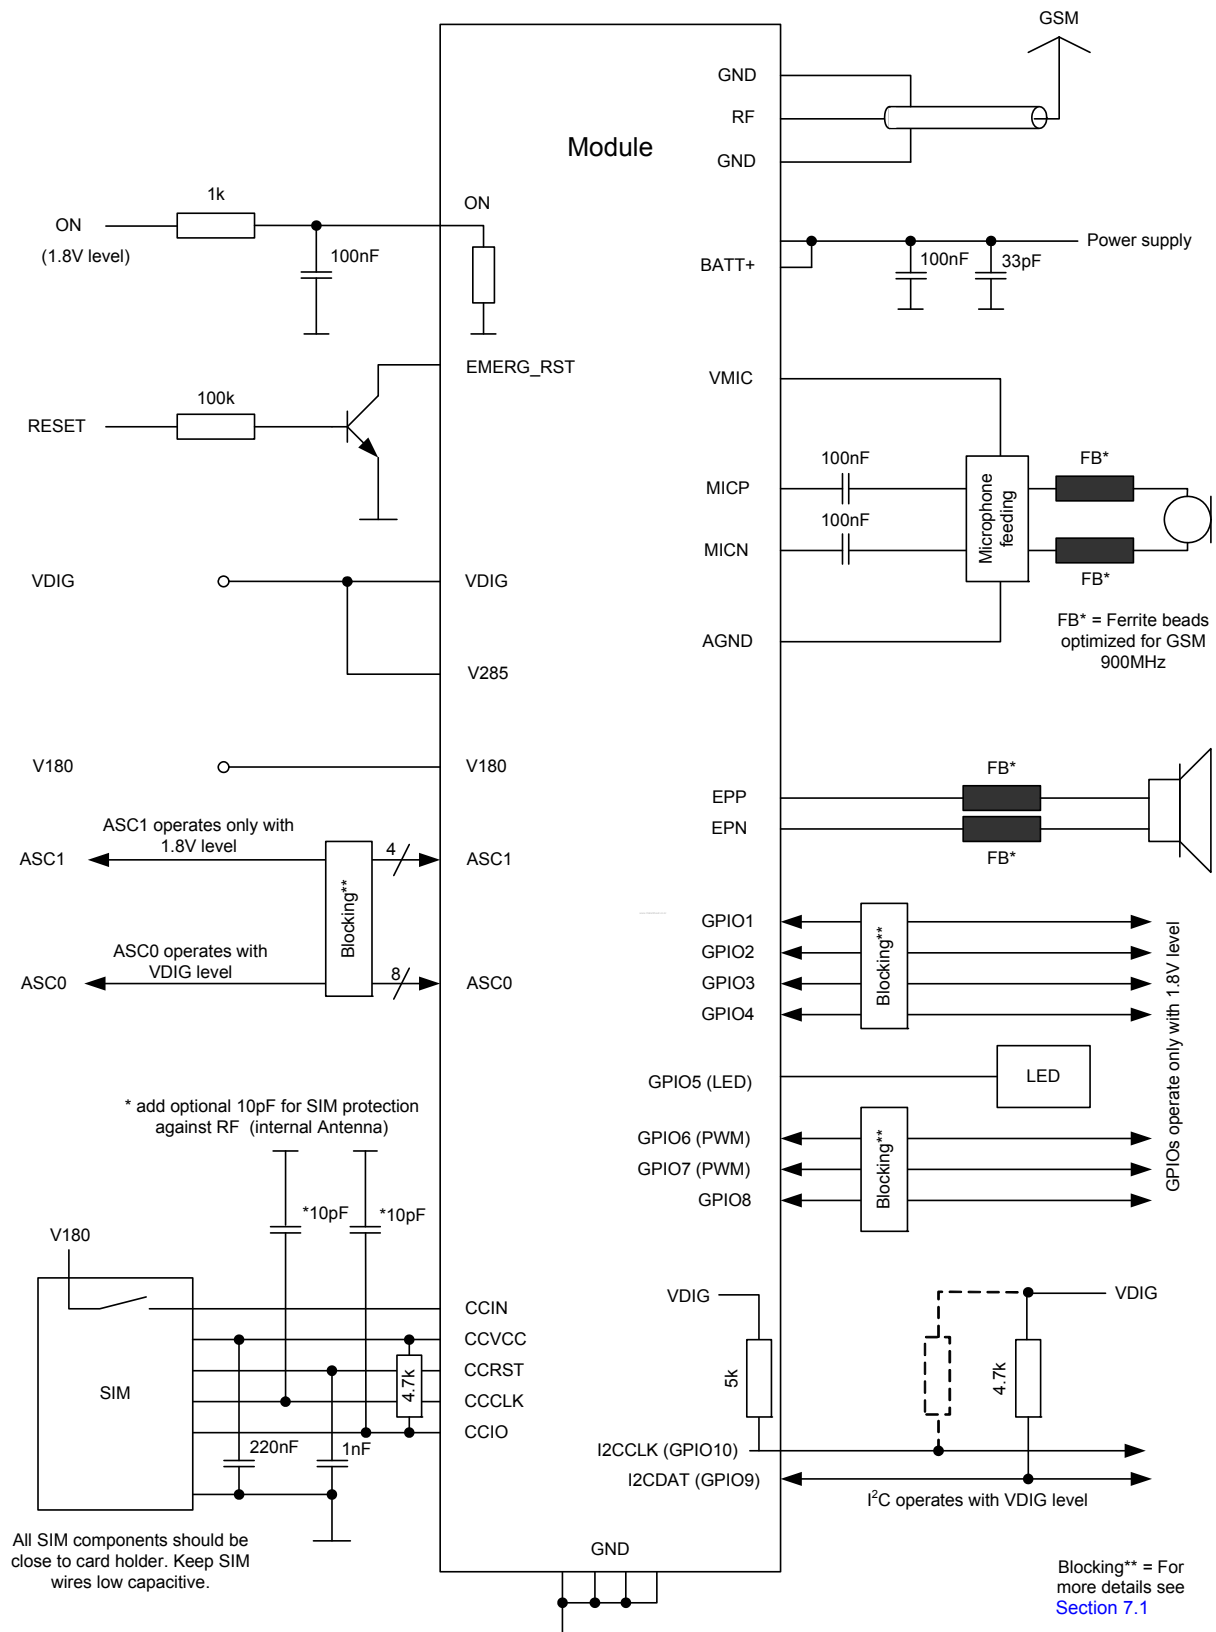 GSM
GND
RF
GND
Module
1k
ON
ON
(1.8V level)
100nF
Power supply
BATT+
100nF
33pF
EMERG_RST
VMIC
100k
RESET
100nF
FB*
MICP
Microphone
feeding
100nF
MICN
FB*
VDIG
VDIG
FB* = Ferrite beads
optimized for GSM
900MHz
AGND
V285
V180
V180
FB*
EPP
EPN
FB*
ASC1 operates only with
1.8V level
ASC1
4
ASC1
Blocking**
ASC0 operates with
VDIG level
ASC0
8
ASC0
GPIO1
GPIO2
GPIO3
GPIO4
Blocking**
GPIOs operate only with 1.8V level
GPIO5 (LED)
LED
* add optional 10pF for SIM protection
against RF (internal Antenna)
GPIO6 (PWM)
GPIO7 (PWM)
GPIO8
Blocking**
*10pF
*10pF
V180
VDIG
VDIG
CCIN
CCVCC
CCRST
CCCLK
CCIO
SIM
4.7k
5k
4.7k
220nF
1nF
I2CCLK (GPIO10)
I2CDAT (GPIO9)
I²C operates with VDIG level
All SIM components should be
close to card holder. Keep SIM
wires low capacitive.
GND
Blocking** = For
more details see
Section 7.1